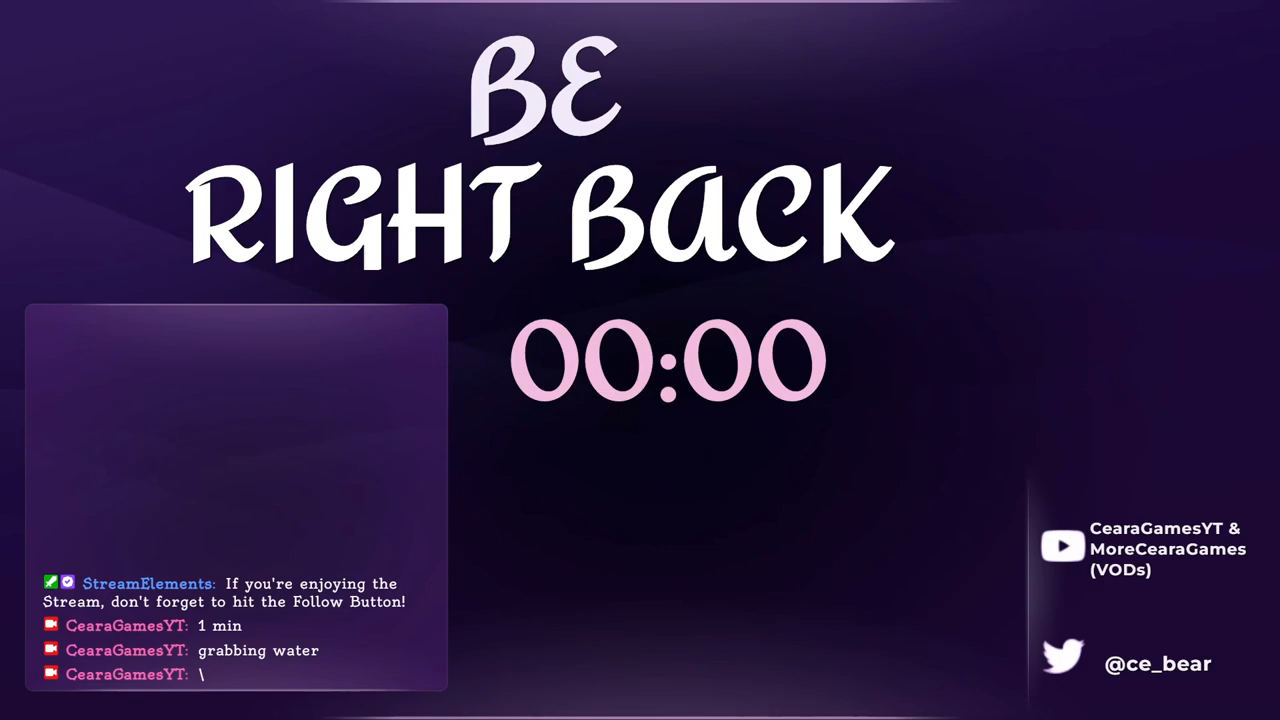 BE
RIGHT BACK
00:00
StreamElements: If you're enjoying the
Stream, don't forget to hit the Follow Button!
CearaGamesYT: 1 min
CearaGamesYT: grabbing water
CearaGamesYT: \
CearaGamesYT &
MoreCearaGames
(VODs)
@ce_bear